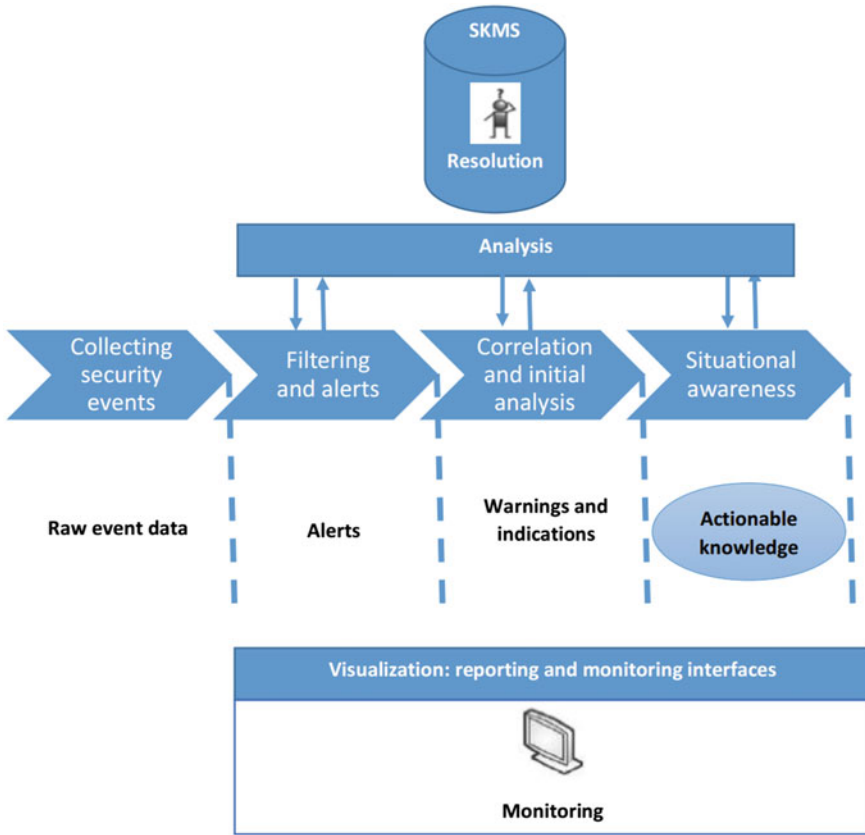 SKMS
?
Resolution
Analysis
Collecting
security
events
Filtering
and alerts
Correlation
and initial
analysis
Situational
awareness
Raw event data
Alerts
Warnings and
indications
Actionable
knowledge
Visualization: reporting and monitoring interfaces
Monitoring